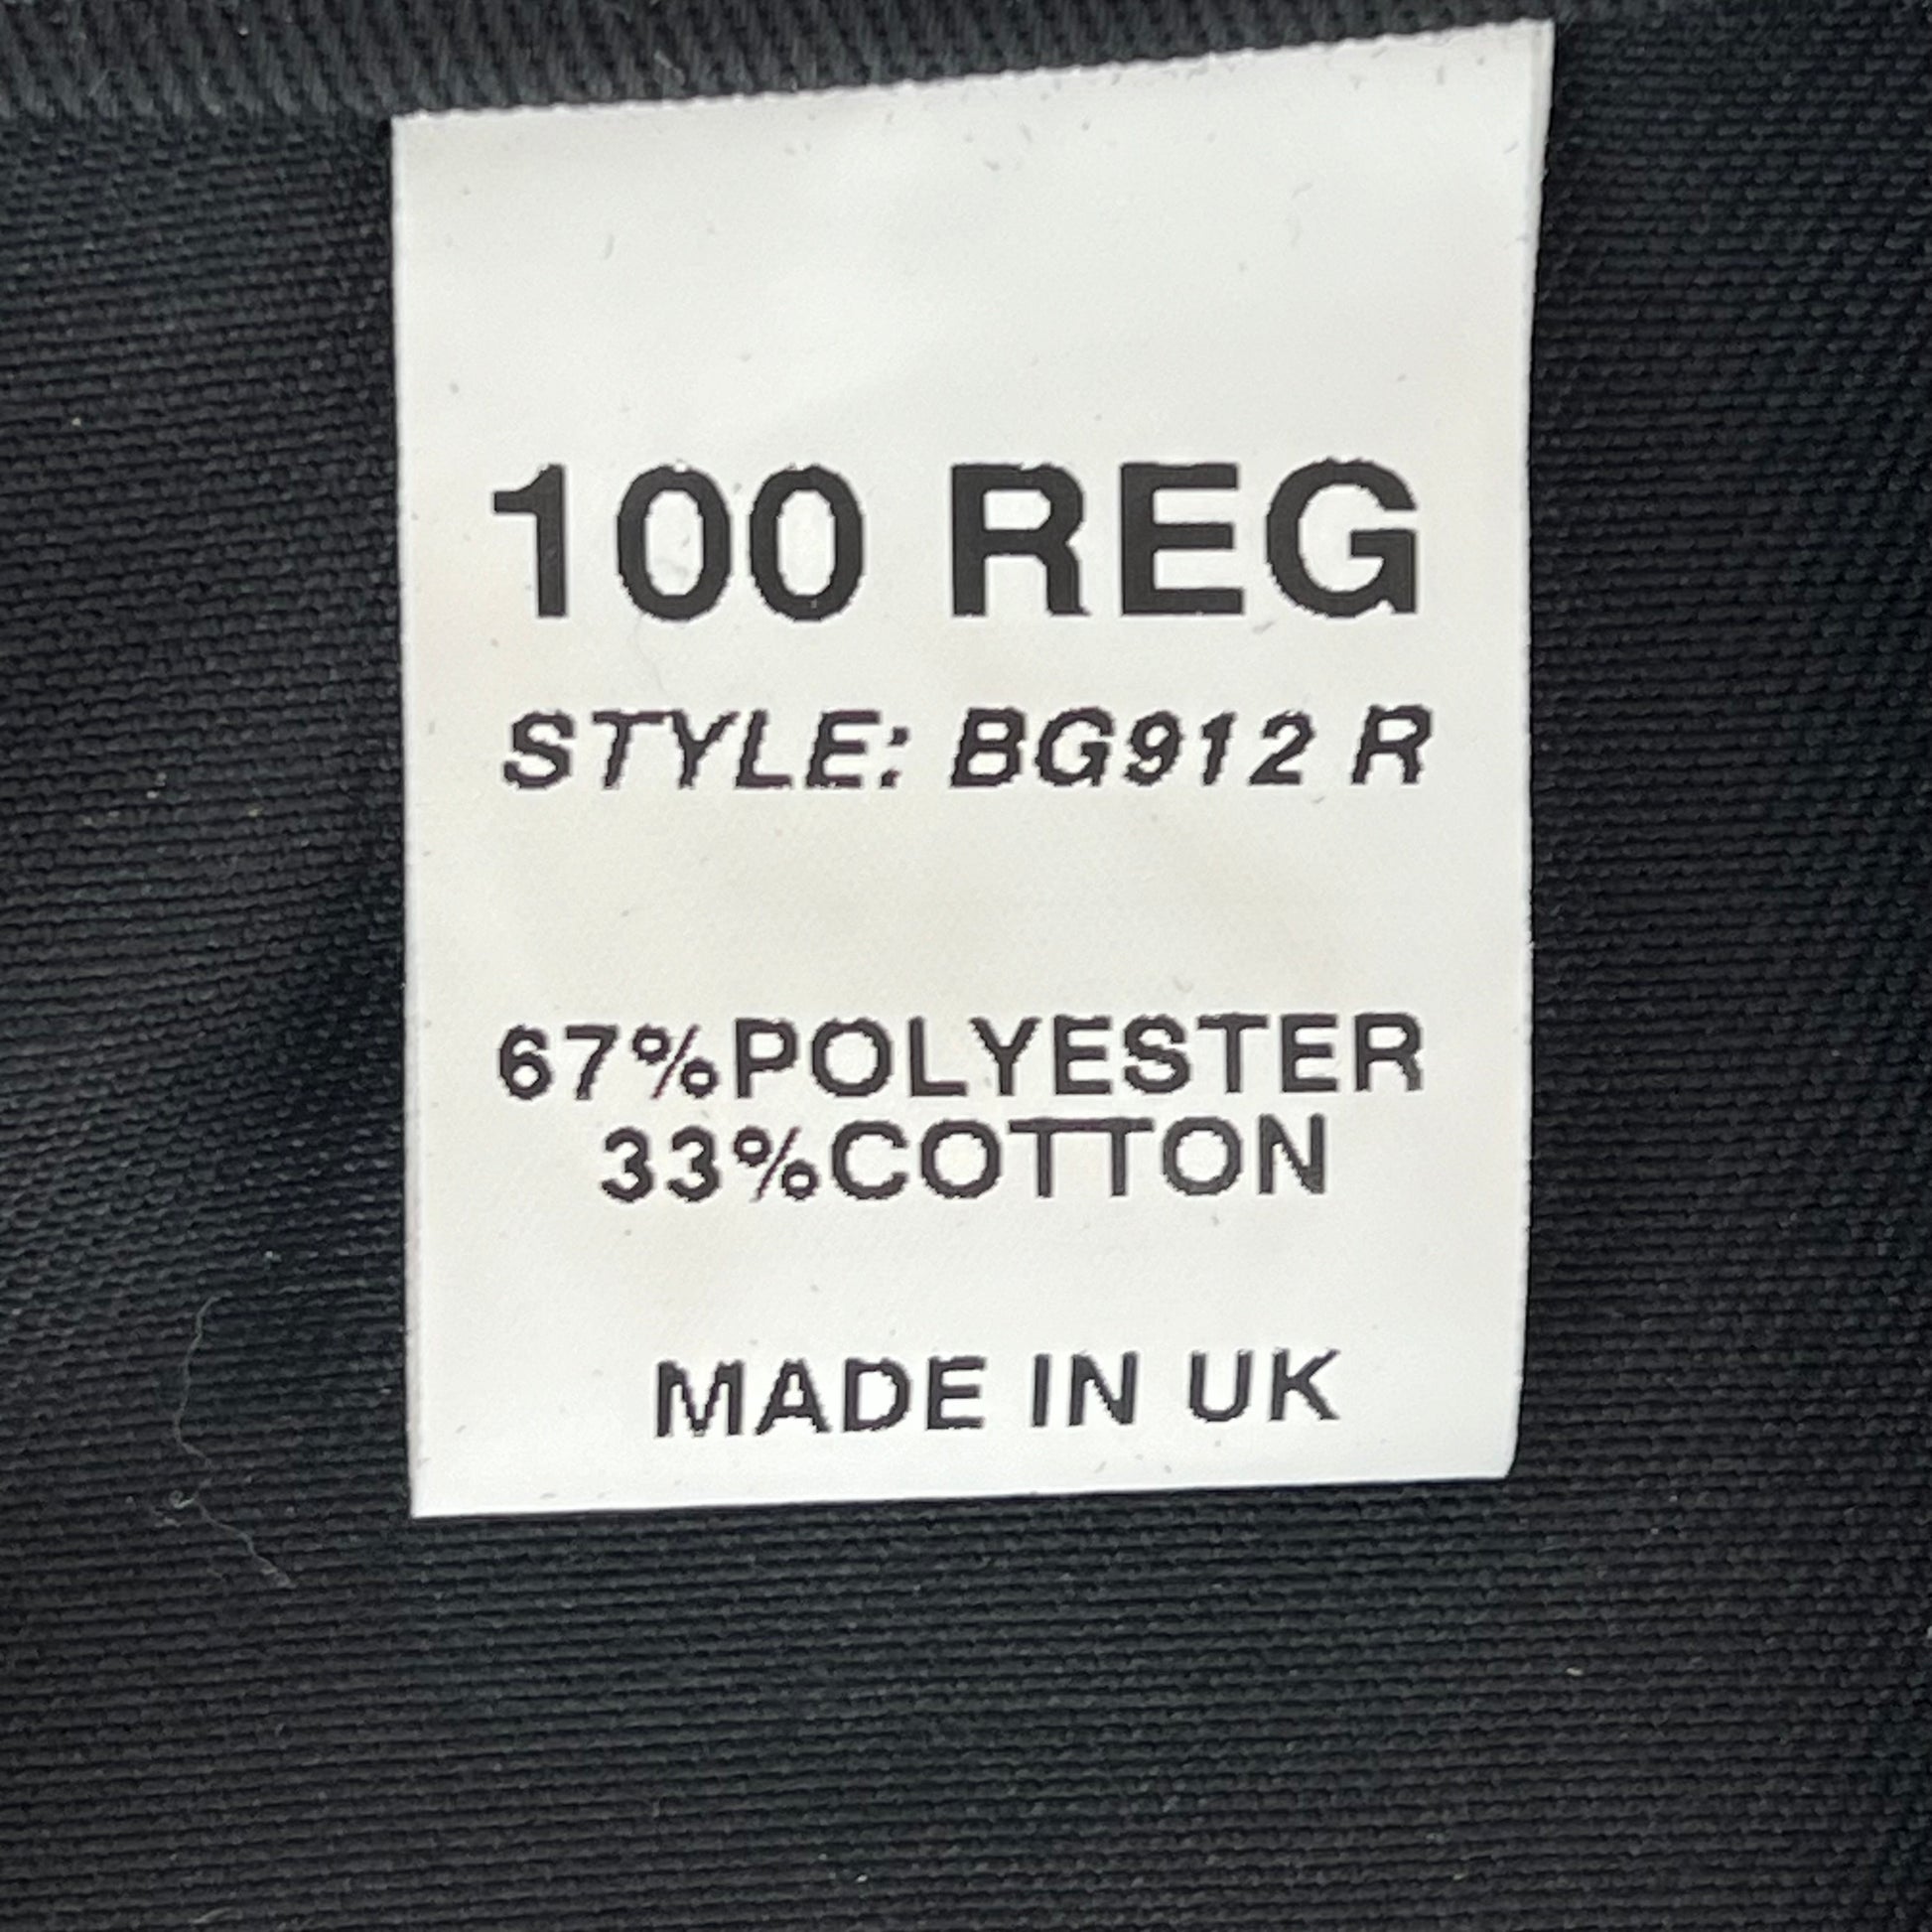 100 REG
STYLE: BG912 R
67%POLYESTER
33%COTTON
MADE IN UK